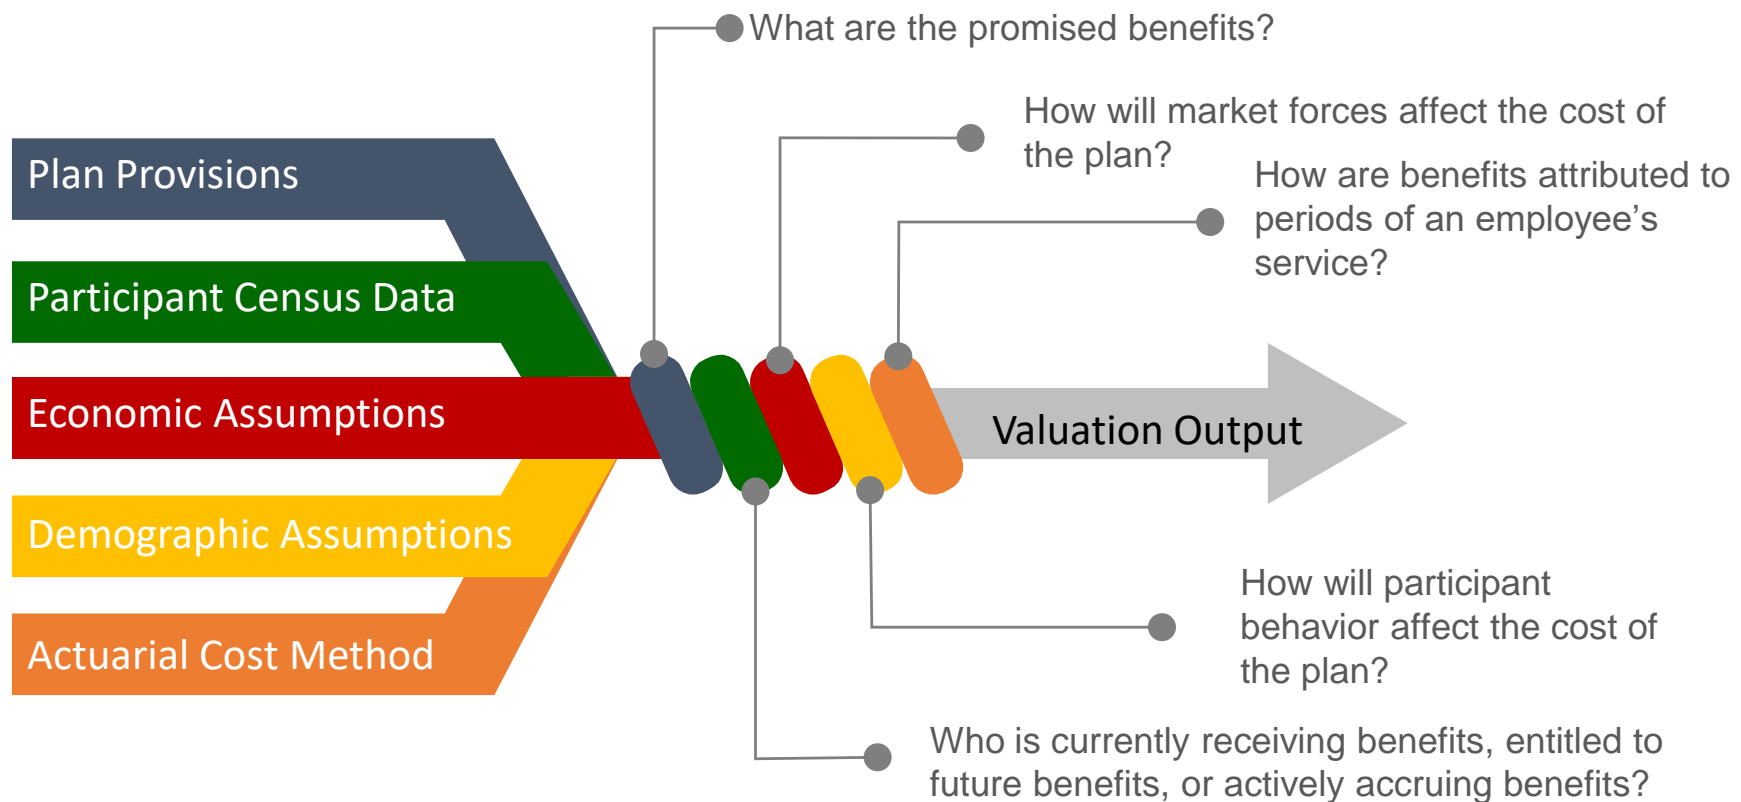 What are the promised benefits?
How will market forces affect the cost of
the plan?
How are benefits attributed to
periods of an employee’s
service?
Plan Provisions
Participant Census Data
Economic Assumptions
Demographic Assumptions
Actuarial Cost Method
Valuation Output
How will participant
behavior affect the cost of
the plan?
Who is currently receiving benefits, entitled to
future benefits, or actively accruing benefits?